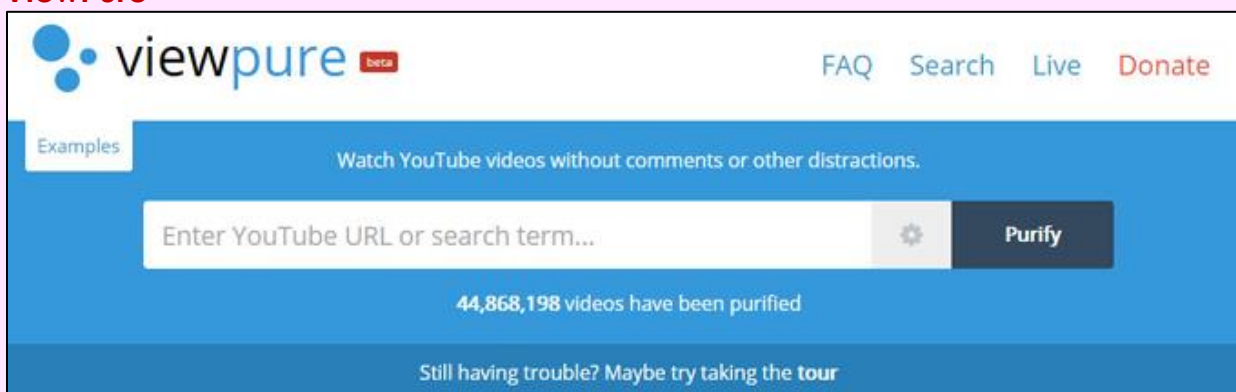 viewpure beta
FAQ Search Live Donate
Examples
Watch YouTube videos without comments or other distractions.
Enter YouTube URL or search term...
Purify
44,868,198 videos have been purified
Still having trouble? Maybe try taking the tour